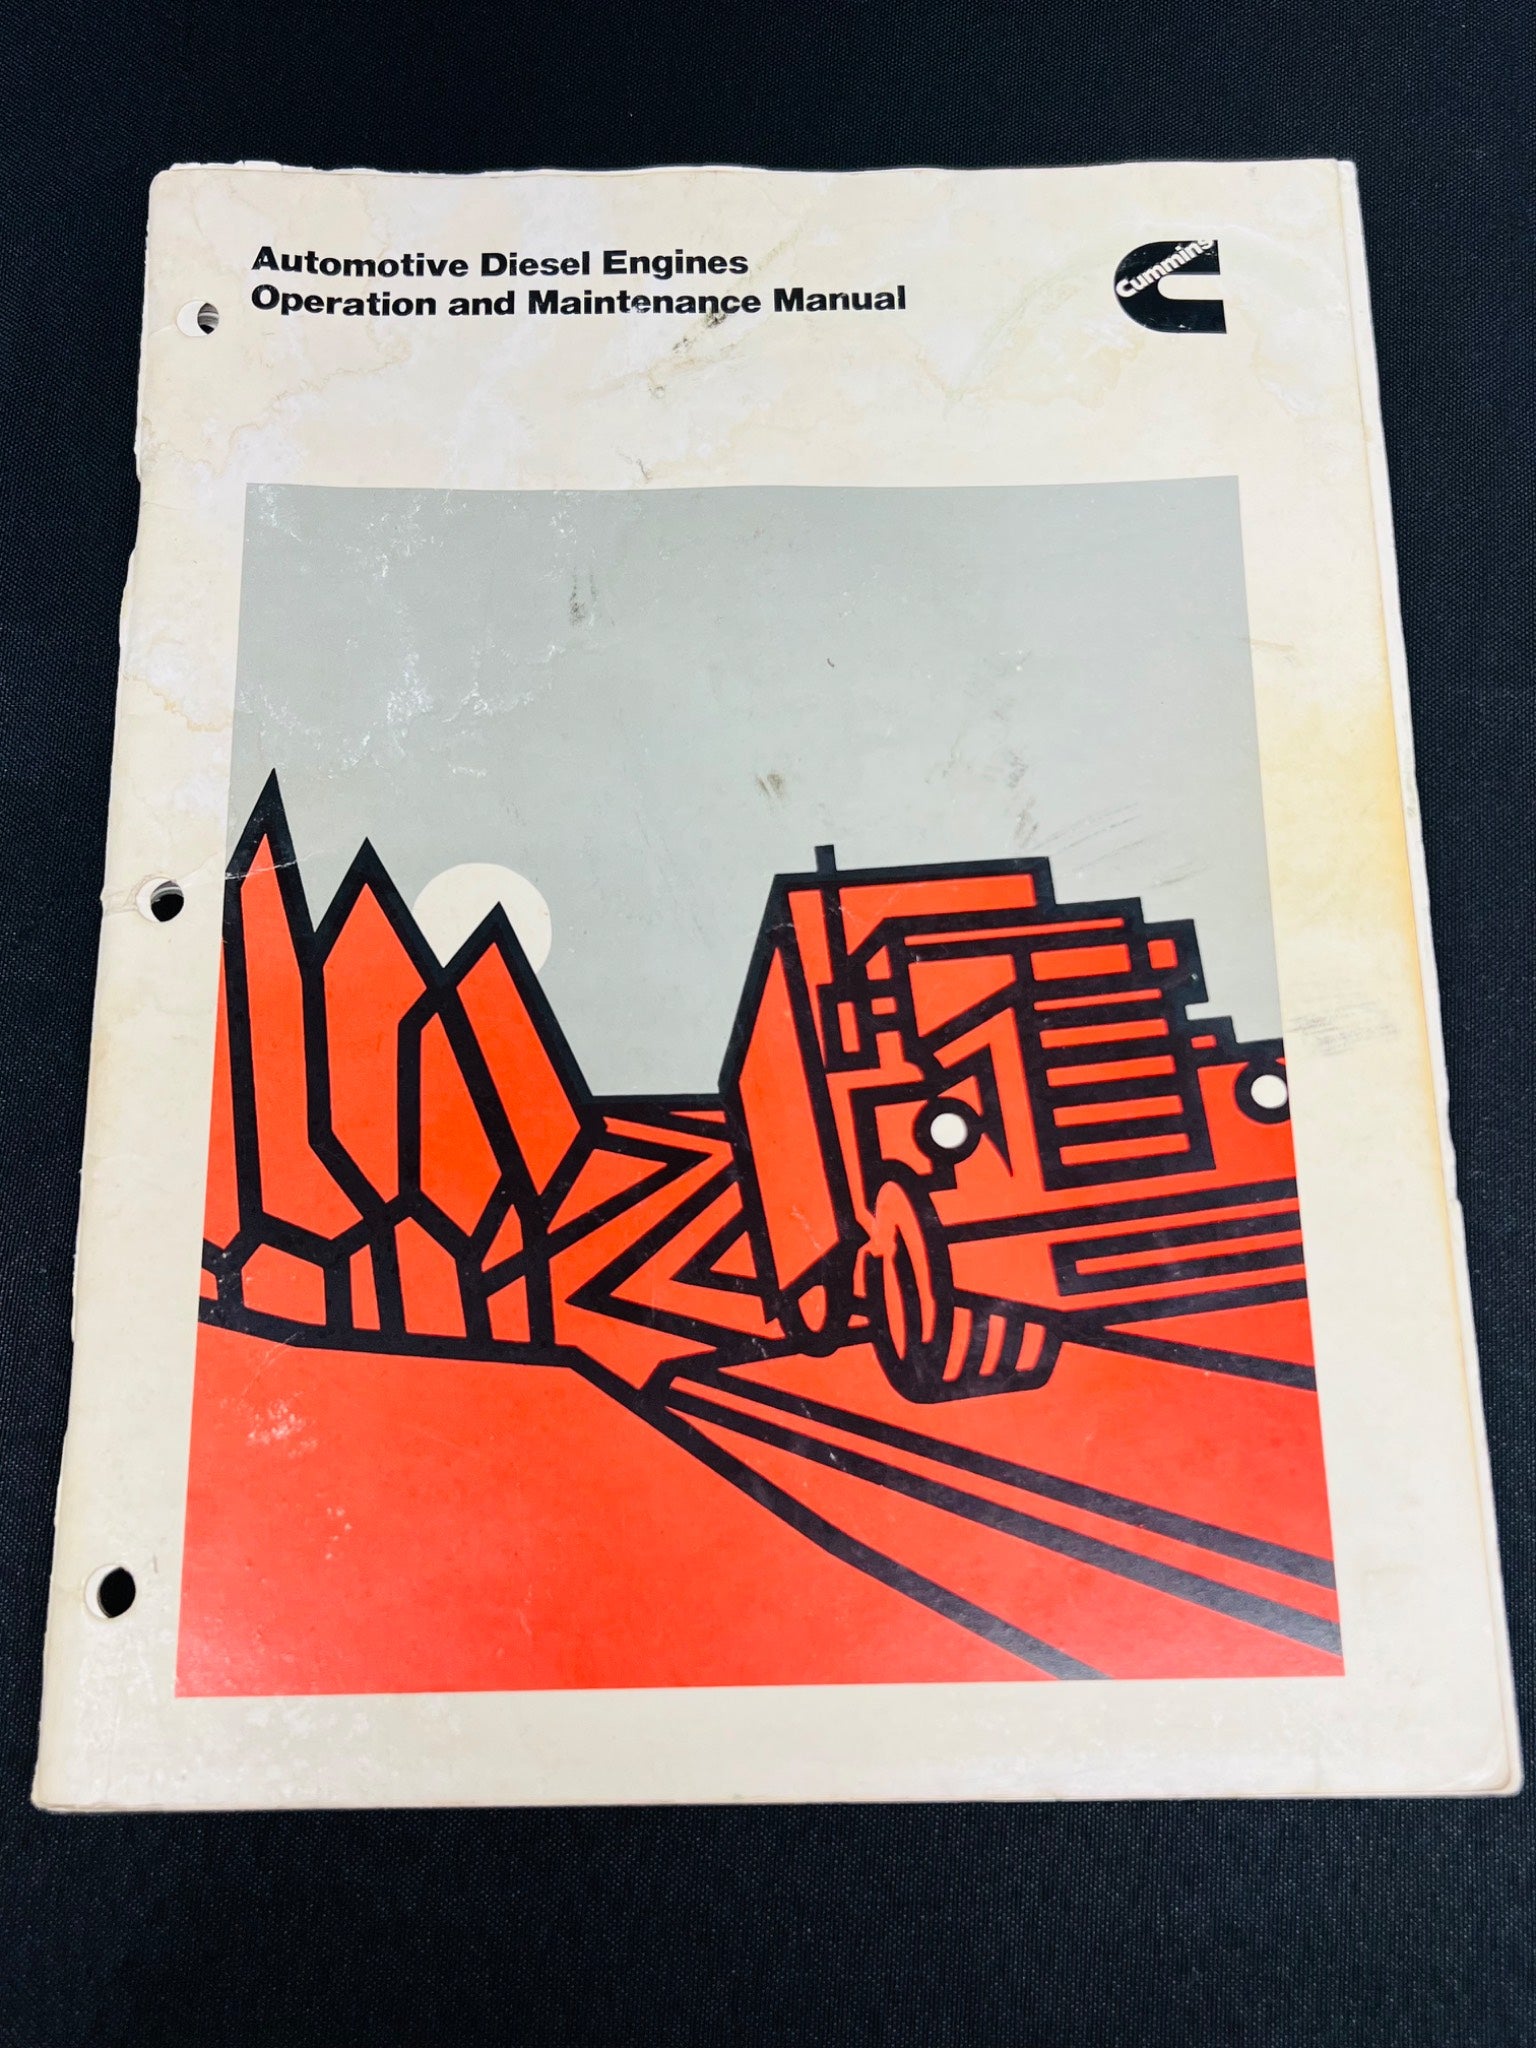 Automotive Diesel Engines
Operation and Maintenance Manual
Cummins